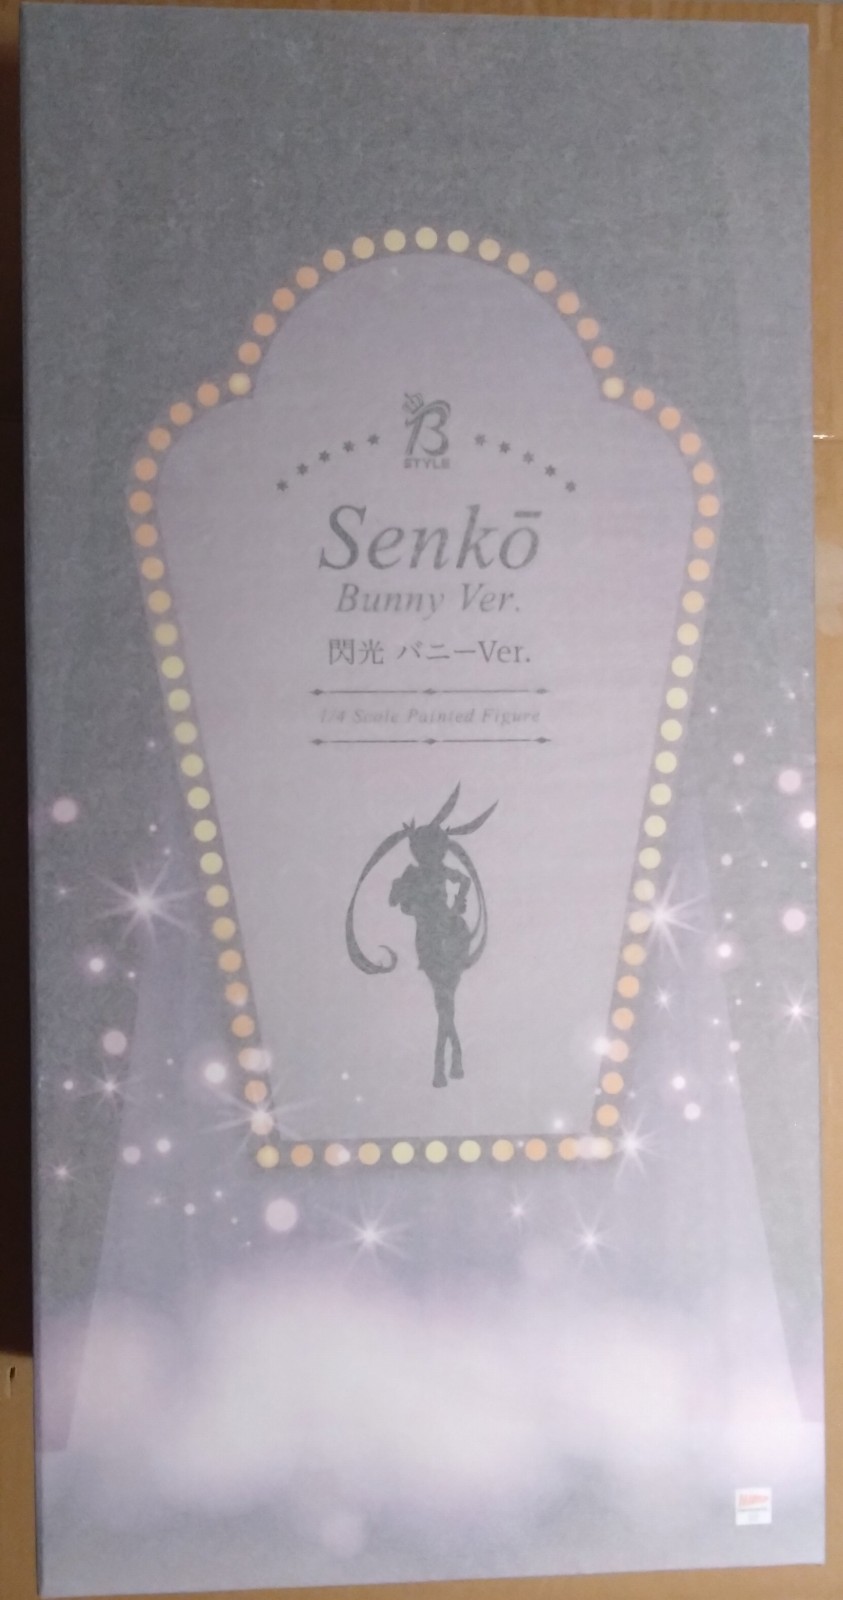 B
STYLE
Senkō
Bunny Ver.
閃光 バニーVer.
1/4 Scale Painted Figure